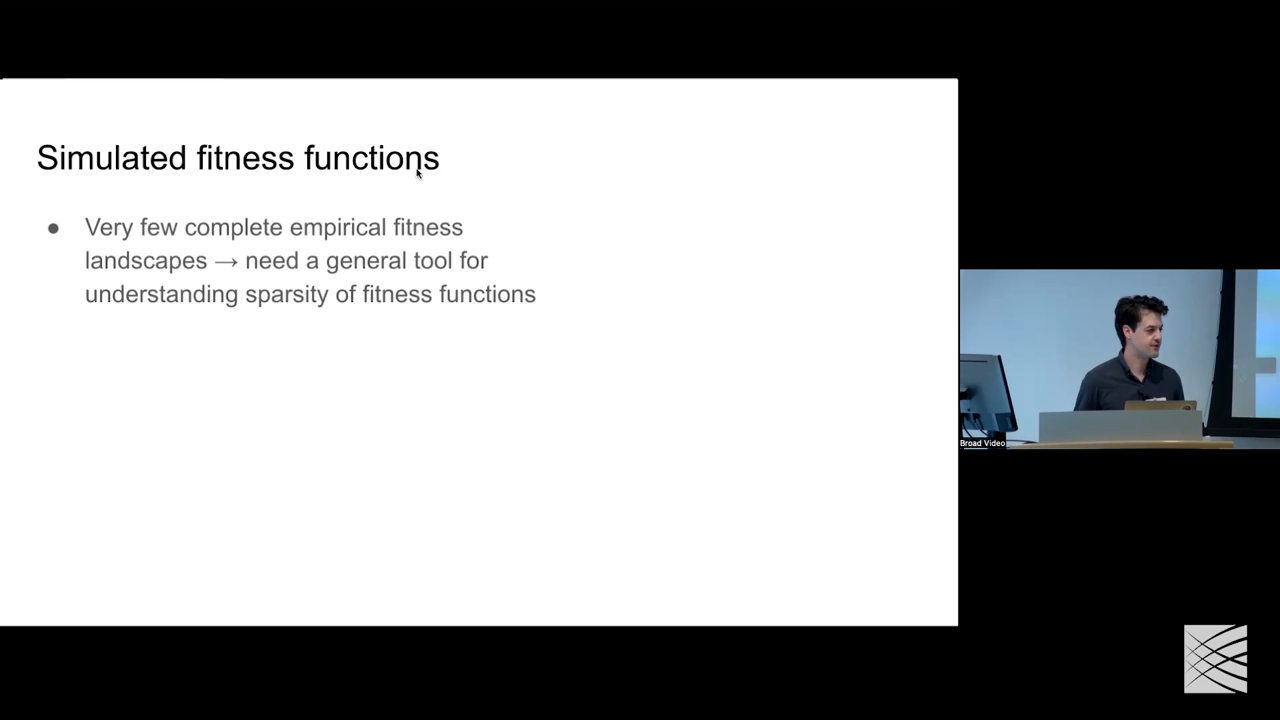 Simulated fitness functions
● Very few complete empirical fitness
landscapes → need a general tool for
understanding sparsity of fitness functions
Broad Video